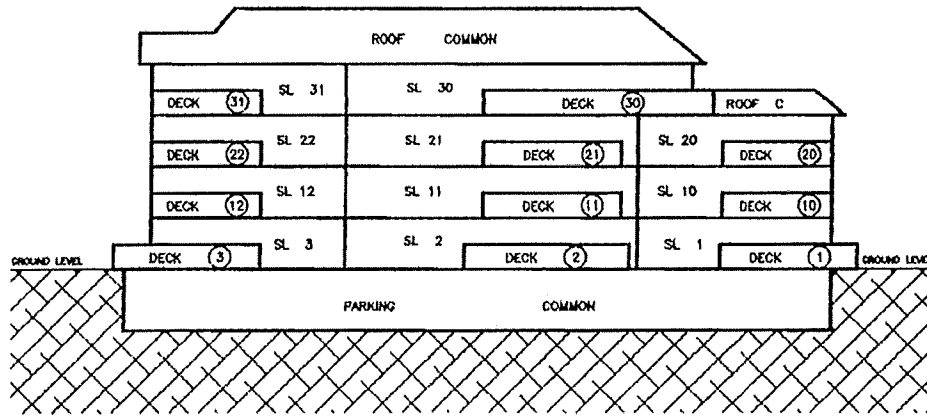 ROOF COMMON
SL 31 SL 30
DECK 31 DECK 30 ROOF C
SL 22 SL 21 SL 20
DECK 22 DECK 21 DECK 20
SL 12 SL 11 SL 10
DECK 12 DECK 11 DECK 10
SL 3 SL 2 SL 1
GROUND LEVEL DECK 3 DECK 2 DECK 1 GROUND LEVE
PARKING COMMON